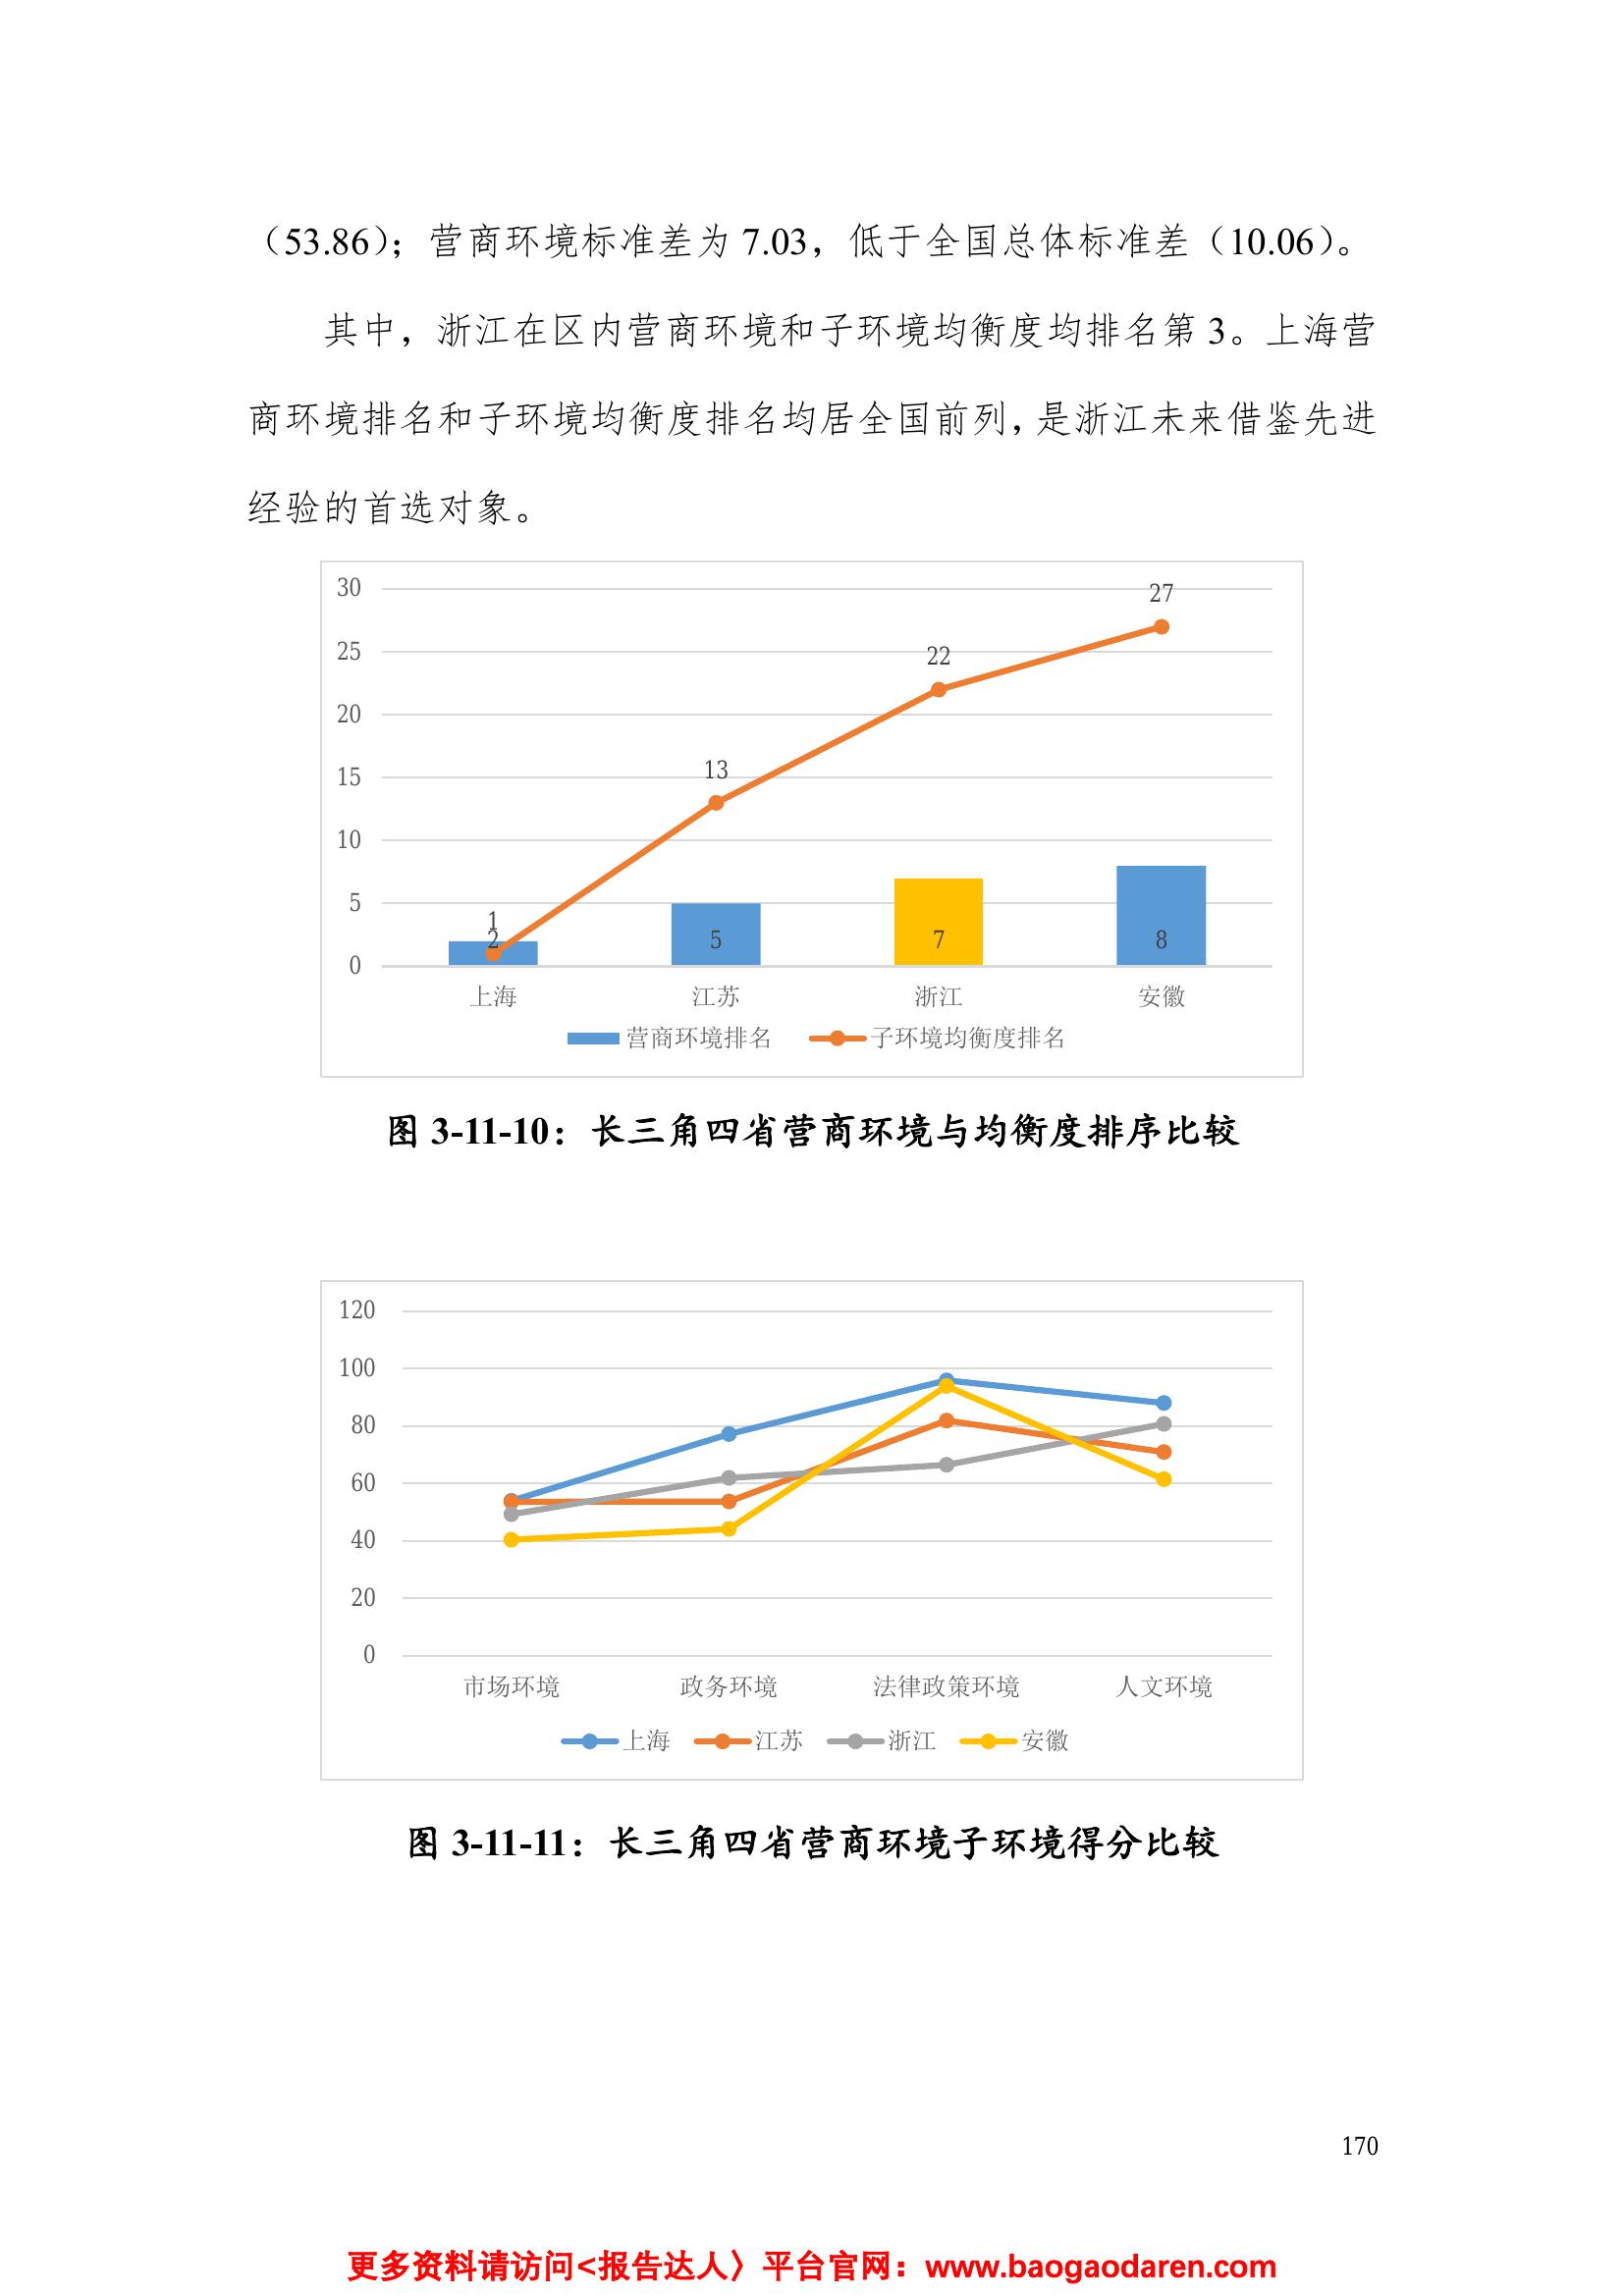 （53.86）；营商环境标准差为 7.03，低于全国总体标准差（10.06）。
其中，浙江在区内营商环境和子环境均衡度均排名第 3。上海营
商环境排名和子环境均衡度排名均居全国前列，是浙江未来借鉴先进
经验的首选对象。
30
25
20
15
10
5
0
1
2
13
5
22
7
27
8
上海 江苏 浙江 安徽
营商环境排名 子环境均衡度排名
图 3-11-10：长三角四省营商环境与均衡度排序比较
120
100
80
60
40
20
0
市场环境 政务环境 法律政策环境 人文环境
上海 江苏 浙江 安徽
图 3-11-11：长三角四省营商环境子环境得分比较
170
更多资料请访问<报告达人〉平台官网：www.baogaodaren.com